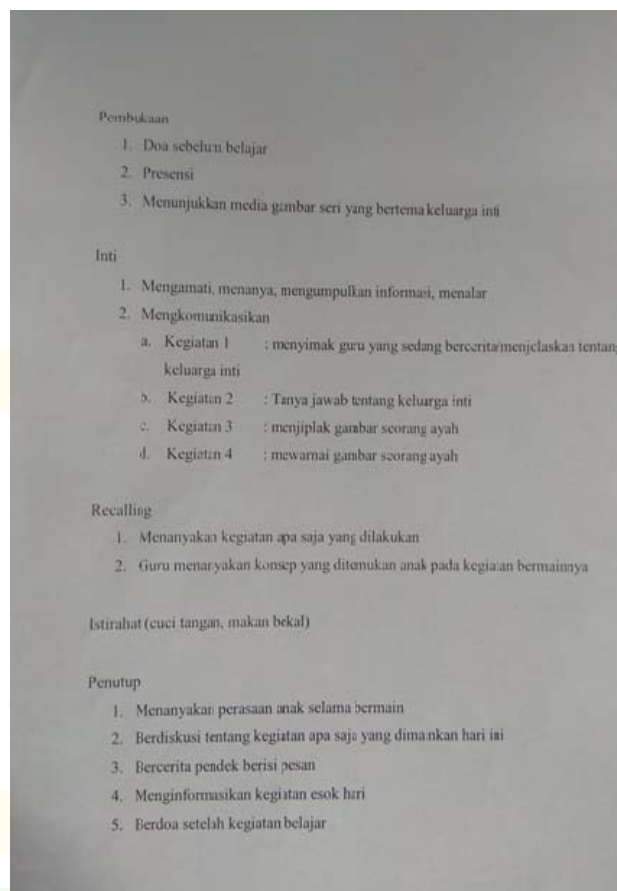 Pembukaan
1. Doa sebelum belajar
2. Presensi
3. Menunjukkan media gambar seri yang bertema keluarga inti
Inti
1. Mengamati, menanya, mengumpulkan informasi, menalar
2. Mengkomunikasikan
a. Kegiatan 1 : menyimak guru yang sedang bercerita/menjelaskan tentang
keluarga inti
b. Kegiatan 2 : Tanya jawab tentang keluarga inti
c. Kegiatan 3 : menjiplak gambar seorang ayah
d. Kegiatan 4 : mewarnai gambar seorang ayah
Recalling
1. Menanyakan kegiatan apa saja yang dilakukan
2. Guru menanyakan konsep yang ditemukan anak pada kegiatan bermainnya
Istirahat (cuci tangan, makan bekal)
Penutup
1. Menanyakan perasaan anak selama bermain
2. Berdiskusi tentang kegiatan apa saja yang dimainkan hari ini
3. Bercerita pendek berisi pesan
4. Menginformasikan kegiatan esok hari
5. Berdoa setelah kegiatan belajar